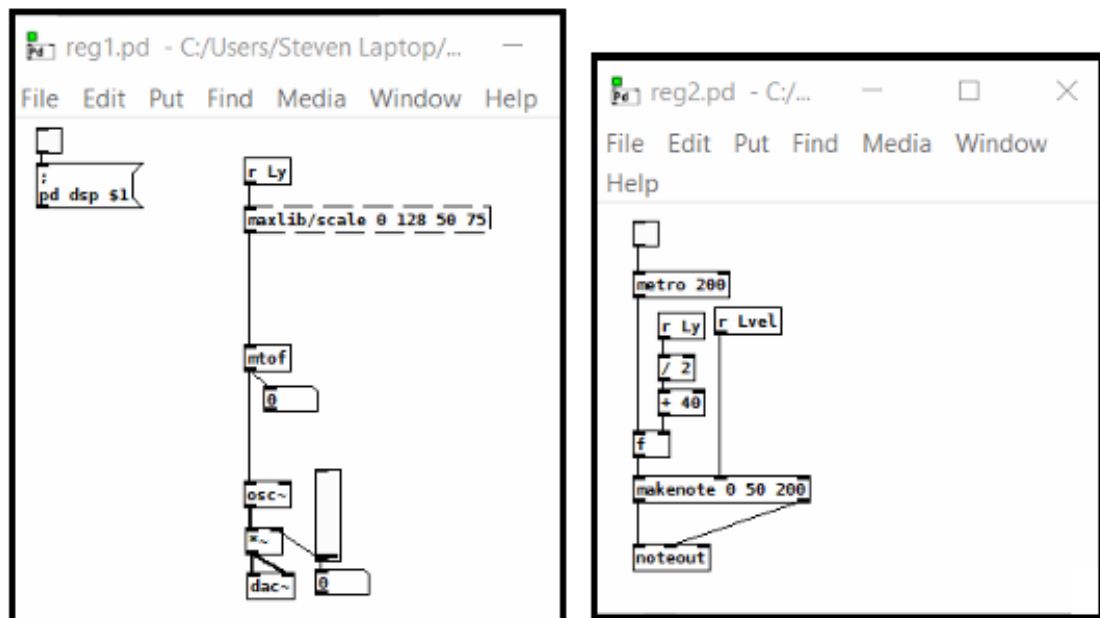 reg1.pd - C:/Users/Steven Laptop/...
File Edit Put Find Media Window Help
;
pd dsp $1
r Ly
maxlib/scale 0 128 50 75
mtof
0
osc~
*~
dac~
0
reg2.pd - C:/...
File Edit Put Find Media Window
Help
metro 200
r Ly
r Lvel
/ 2
+ 40
f
makenote 0 50 200
noteout